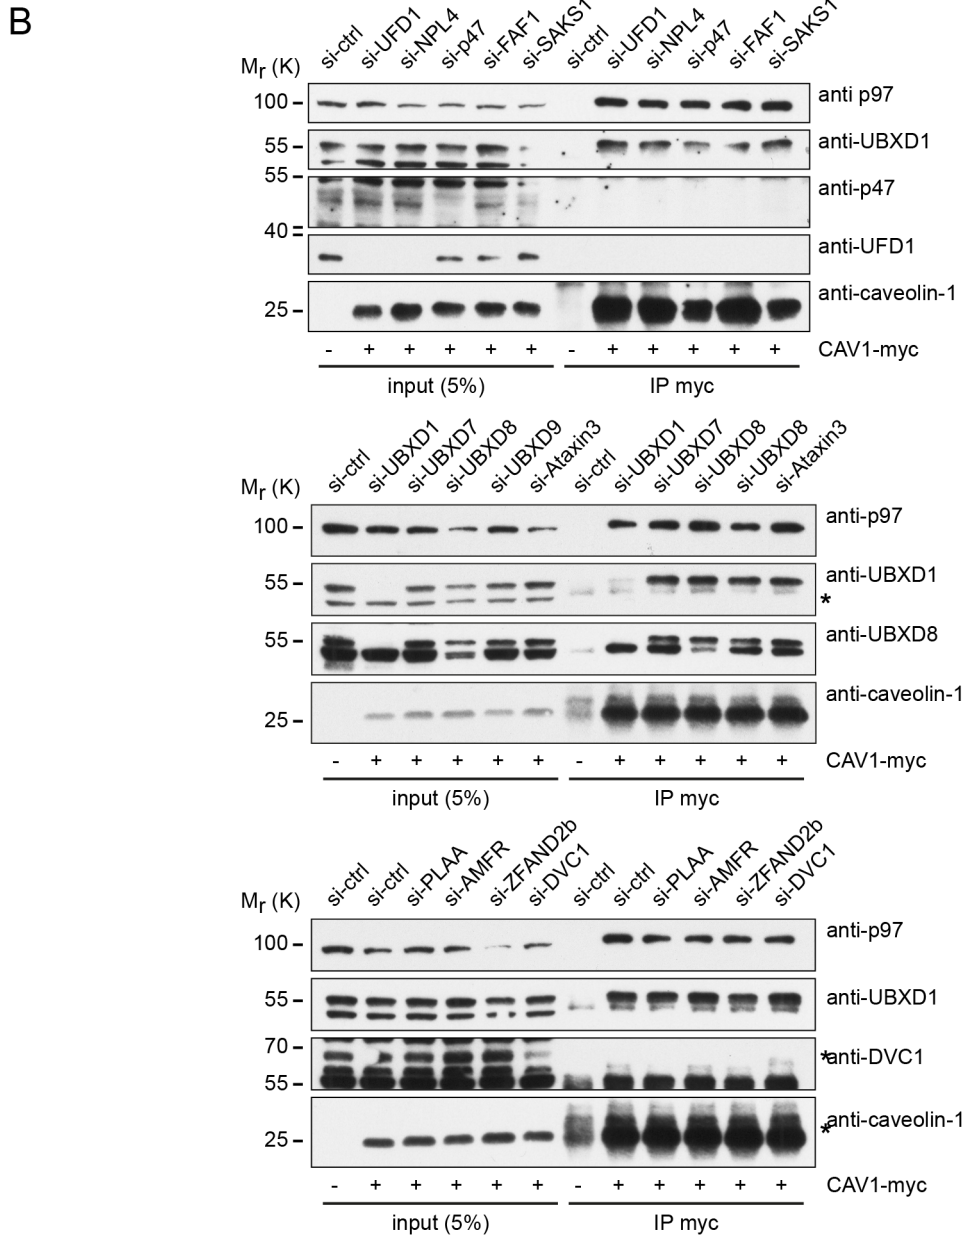 B
si-ctrl si-UFD1 si-NPL4 si-p47 si-FAF1 si-SAKS1 si-ctrl si-UFD1 si-NPL4 si-p47 si-FAF1 si-SAKS1
Mr (K)
100 anti p97
55 anti-UBXD1
55 anti-p47
40 anti-UFD1
25 anti-caveolin-1
- + + + + + - + + + + + CAV1-myc
input (5%) IP myc
si-ctrl si-UBXD1 si-UBXD7 si-UBXD8 si-UBXD9 si-Ataxin3 si-ctrl si-UBXD1 si-UBXD7 si-UBXD8 si-UBXD8 si-Ataxin3
Mr (K)
100 anti-p97
55 anti-UBXD1
*
55 anti-UBXD8
25 anti-caveolin-1
- + + + + + - + + + + + CAV1-myc
input (5%) IP myc
si-ctrl si-ctrl si-PLAA si-AMFR si-ZFAND2b si-DVC1 si-ctrl si-ctrl si-PLAA si-AMFR si-ZFAND2b si-DVC1
Mr (K)
100 anti-p97
55 anti-UBXD1
70 *anti-DVC1
55
25 *anti-caveolin-1
- + + + + + - + + + + + CAV1-myc
input (5%) IP myc